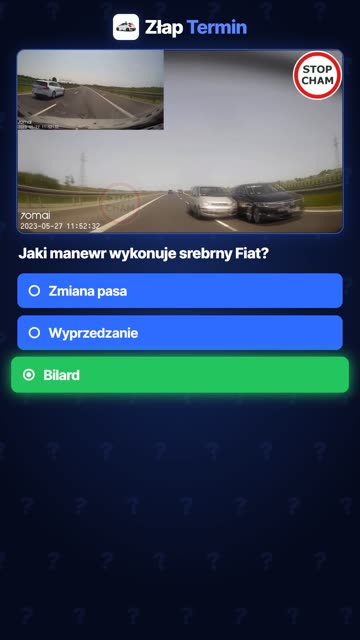 Złap Termin
STOP
CHAM
70mai
2023-05-27 11:52:32
Jaki manewr wykonuje srebrny Fiat?
Zmiana pasa
Wyprzedzanie
Bilard